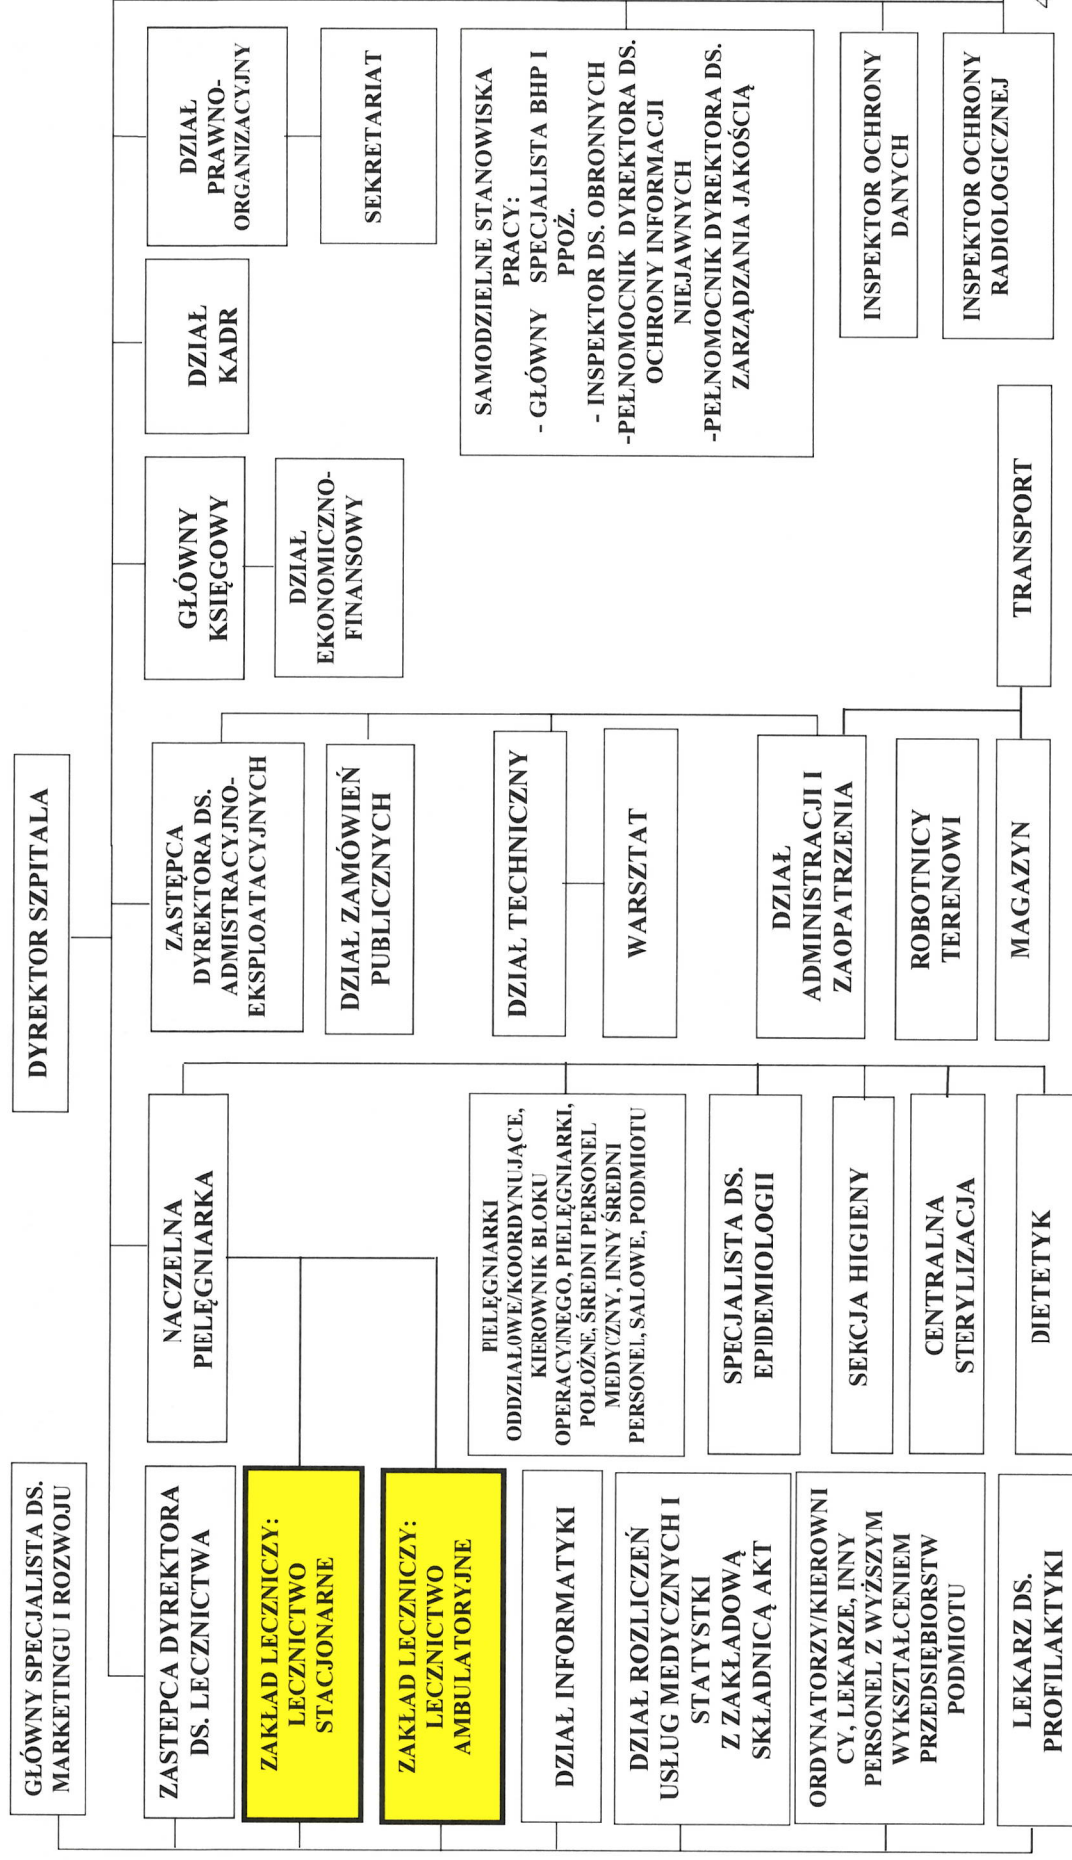 DYREKTOR SZPITALA
GŁÓWNY SPECJALISTA DS.
MARKETINGU I ROZWOJU
ZASTEPCA DYREKTORA
DS. LECZNICTWA
ZAKŁAD LECZNICZY:
LECZNICTWO
STACJONARNE
ZAKŁAD LECZNICZY:
LECZNICTWO
AMBULATORYJNE
DZIAŁ INFORMATYKI
DZIAŁ ROZLICZEŃ
USŁUG MEDYCZNYCH I
STATYSTKI
Z ZAKŁADOWĄ
SKŁADNICĄ AKT
ORDYNATORZY/KIEROWNI
CY, LEKARZE, INNY
PERSONEL Z WYŻSZYM
WYKSZTAŁCENIEM
PRZEDSIĘBIORSTW
PODMIOTU
LEKARZ DS.
PROFILAKTYKI
NACZELNA
PIELĘGNIARKA
PIELĘGNIARKI
ODDZIAŁOWE/KOORDYNUJĄCE,
KIEROWNIK BLOKU
OPERACYJNEGO, PIELĘGNIARKI,
POŁOŻNE, ŚREDNI PERSONEL
MEDYCZNY, INNY ŚREDNI
PERSONEL, SALOWE, PODMIOTU
SPECJALISTA DS.
EPIDEMIOLOGII
SEKCJA HIGIENY
CENTRALNA
STERYLIZACJA
DIETETYK
ZASTĘPCA
DYREKTORA DS.
ADMISTRACYJNO-
EKSPLOATACYJNYCH
DZIAŁ ZAMÓWIEŃ
PUBLICZNYCH
DZIAŁ TECHNICZNY
WARSZTAT
DZIAŁ
ADMINISTRACJI I
ZAOPATRZENIA
ROBOTNICY
TERENOWI
MAGAZYN
TRANSPORT
GŁÓWNY
KSIĘGOWY
DZIAŁ
EKONOMICZNO-
FINANSOWY
DZIAŁ
KADR
DZIAŁ
PRAWNO-
ORGANIZACYJNY
SEKRETARIAT
SAMODZIELNE STANOWISKA
PRACY:
- GŁÓWNY SPECJALISTA BHP I
PPOŻ.
- INSPEKTOR DS. OBRONNYCH
-PEŁNOMOCNIK DYREKTORA DS.
OCHRONY INFORMACJI
NIEJAWNYCH
-PEŁNOMOCNIK DYREKTORA DS.
ZARZĄDZANIA JAKOŚCIĄ
INSPEKTOR OCHRONY
DANYCH
INSPEKTOR OCHRONY
RADIOLOGICZNEJ